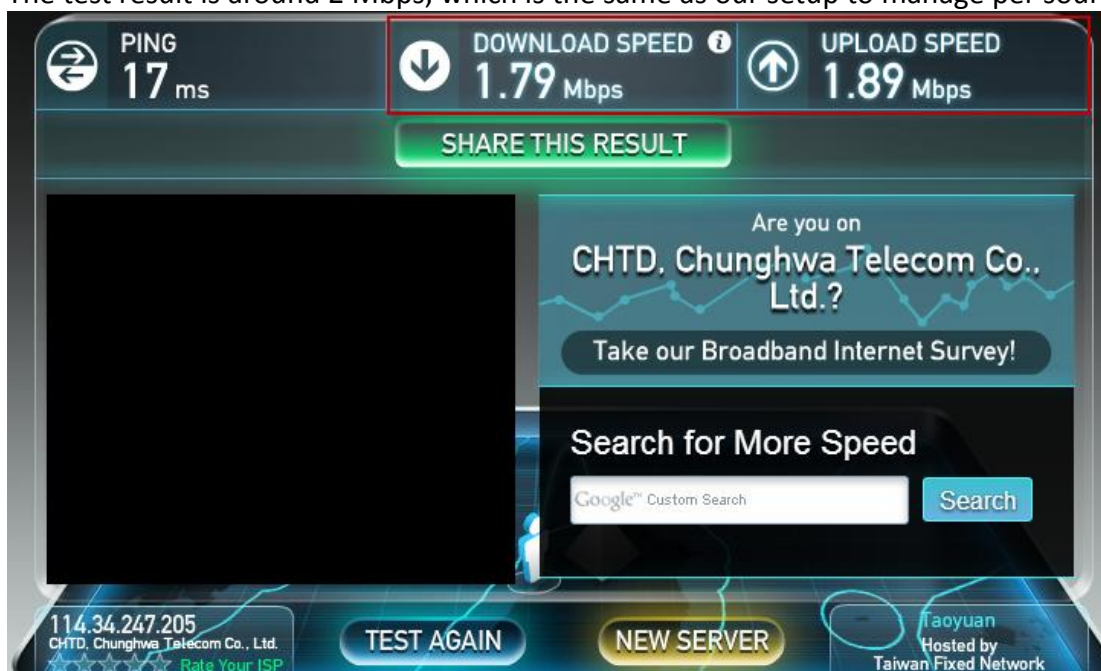 The test result is around 2 Mbps, which is the same as our setup to manage per sour
PING
17 ms
DOWNLOAD SPEED
1.79 Mbps
UPLOAD SPEED
1.89 Mbps
SHARE THIS RESULT
Are you on
CHTD, Chunghwa Telecom Co.,
Ltd.?
Take our Broadband Internet Survey!
Search for More Speed
Google™ Custom Search
Search
114.34.247.205
CHTD, Chunghwa Telecom Co., Ltd.
Rate Your ISP
TEST AGAIN
NEW SERVER
Taoyuan
Hosted by
Taiwan Fixed Network